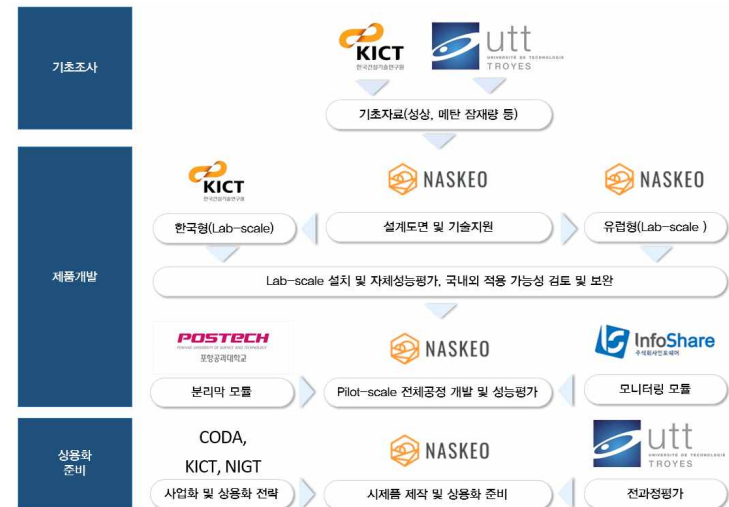 기초조사
KICT
한국건설기술연구원
utt
UNIVERSITÉ DE TECHNOLOGIE
TROYES
기초자료(성상, 메탄 잠재량 등)
제품개발
KICT
한국건설기술연구원
NASKEO
NASKEO
한국형(Lab-scale)
설계도면 및 기술지원
유럽형(Lab-scale )
Lab-scale 설치 및 자체성능평가, 국내외 적용 가능성 검토 및 보완
POSTECH
POHANG UNIVERSITY OF SCIENCE AND TECHNOLOGY
포항공과대학교
NASKEO
InfoShare
주식회사인포쉐어
분리막 모듈
Pilot-scale 전체공정 개발 및 성능평가
모니터링 모듈
상용화
준비
CODA,
KICT, NIGT
NASKEO
utt
UNIVERSITÉ DE TECHNOLOGIE
TROYES
사업화 및 상용화 전략
시제품 제작 및 상용화 준비
전과정평가